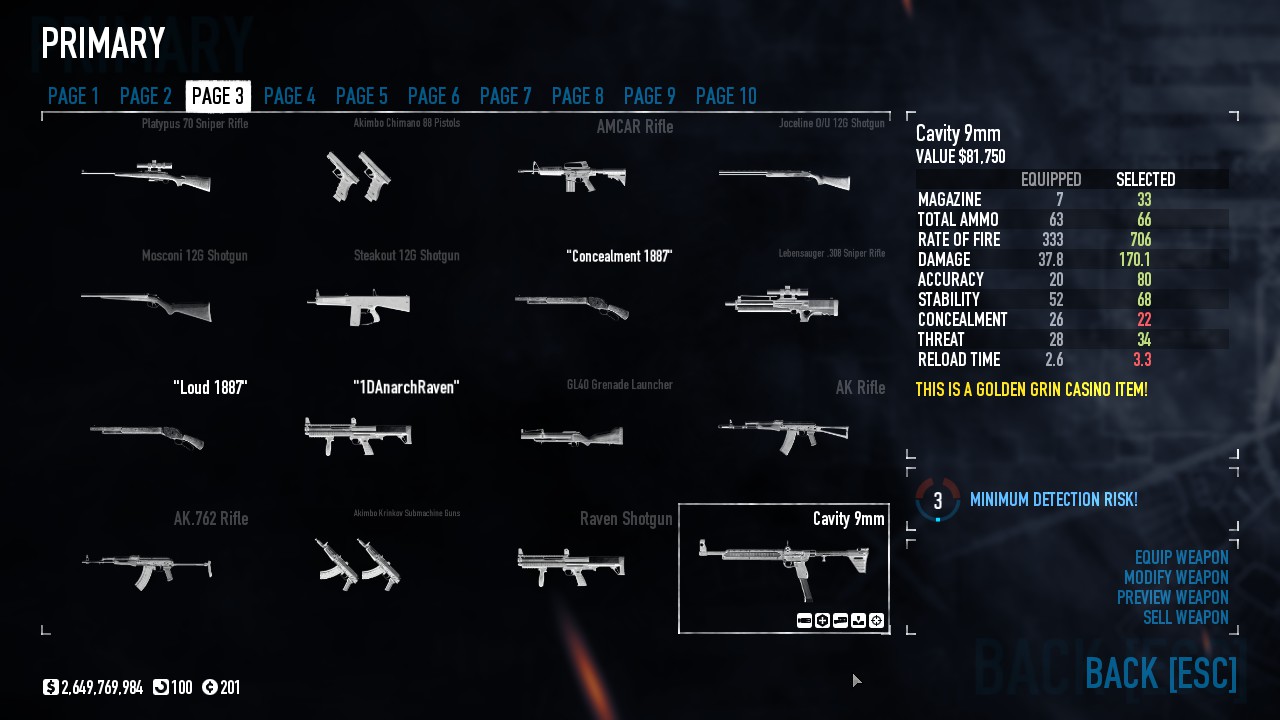 PRIMARY
PAGE 1 PAGE 2 PAGE 3 PAGE 4 PAGE 5 PAGE 6 PAGE 7 PAGE 8 PAGE 9 PAGE 10
Platypus 70 Sniper Rifle
Akimbo Chimano 88 Pistols
AMCAR Rifle
Joceline O/U 12G Shotgun
Mosconi 12G Shotgun
Steakout 12G Shotgun
"Concealment 1887"
Lebensauger .308 Sniper Rifle
"Loud 1887"
"1DAnarchRaven"
GL40 Grenade Launcher
AK Rifle
AK.762 Rifle
Akimbo Krinkov Submachine Guns
Raven Shotgun
Cavity 9mm
Cavity 9mm
VALUE $81,750
EQUIPPED SELECTED
MAGAZINE 7 33
TOTAL AMMO 63 66
RATE OF FIRE 333 706
DAMAGE 37.8 170.1
ACCURACY 20 80
STABILITY 52 68
CONCEALMENT 26 22
THREAT 28 34
RELOAD TIME 2.6 3.3
THIS IS A GOLDEN GRIN CASINO ITEM!
3 MINIMUM DETECTION RISK!
EQUIP WEAPON
MODIFY WEAPON
PREVIEW WEAPON
SELL WEAPON
BACK [ESC]
$ 2,649,769,984 100 C 201